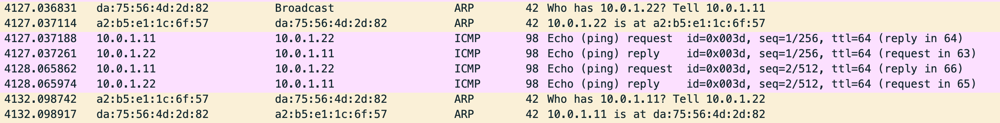 4127.036831 da:75:56:4d:2d:82 Broadcast ARP 42 Who has 10.0.1.22? Tell 10.0.1.11
4127.037114 a2:b5:e1:1c:6f:57 da:75:56:4d:2d:82 ARP 42 10.0.1.22 is at a2:b5:e1:1c:6f:57
4127.037188 10.0.1.11 10.0.1.22 ICMP 98 Echo (ping) request id=0x003d, seq=1/256, ttl=64 (reply in 64)
4127.037261 10.0.1.22 10.0.1.11 ICMP 98 Echo (ping) reply id=0x003d, seq=1/256, ttl=64 (request in 63)
4128.065862 10.0.1.11 10.0.1.22 ICMP 98 Echo (ping) request id=0x003d, seq=2/512, ttl=64 (reply in 66)
4128.065974 10.0.1.22 10.0.1.11 ICMP 98 Echo (ping) reply id=0x003d, seq=2/512, ttl=64 (request in 65)
4132.098742 a2:b5:e1:1c:6f:57 da:75:56:4d:2d:82 ARP 42 Who has 10.0.1.11? Tell 10.0.1.22
4132.098917 da:75:56:4d:2d:82 a2:b5:e1:1c:6f:57 ARP 42 10.0.1.11 is at da:75:56:4d:2d:82